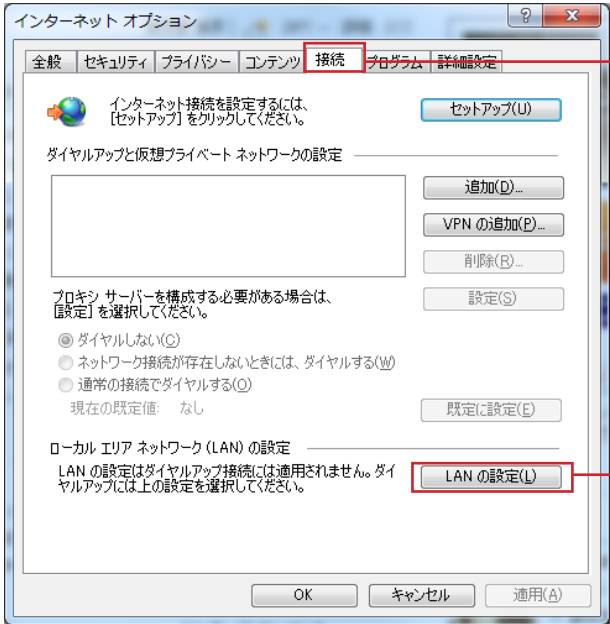 インターネット オプション
?
全般 セキュリティ プライバシー コンテンツ 接続 プログラム 詳細設定
インターネット接続を設定するには、
[セットアップ] をクリックしてください。
セットアップ(U)
ダイヤルアップと仮想プライベート ネットワークの設定
追加(D)...
VPN の追加(P)...
削除(R)...
プロキシ サーバーを構成する必要がある場合は、
[設定] を選択してください。
設定(S)
ダイヤルしない(C)
ネットワーク接続が存在しないときには、ダイヤルする(W)
通常の接続でダイヤルする(O)
現在の既定値: なし
既定に設定(E)
ローカル エリア ネットワーク (LAN) の設定
LAN の設定はダイヤルアップ接続には適用されません。ダイ
ヤルアップには上の設定を選択してください。
LAN の設定(L)
OK キャンセル 適用(A)